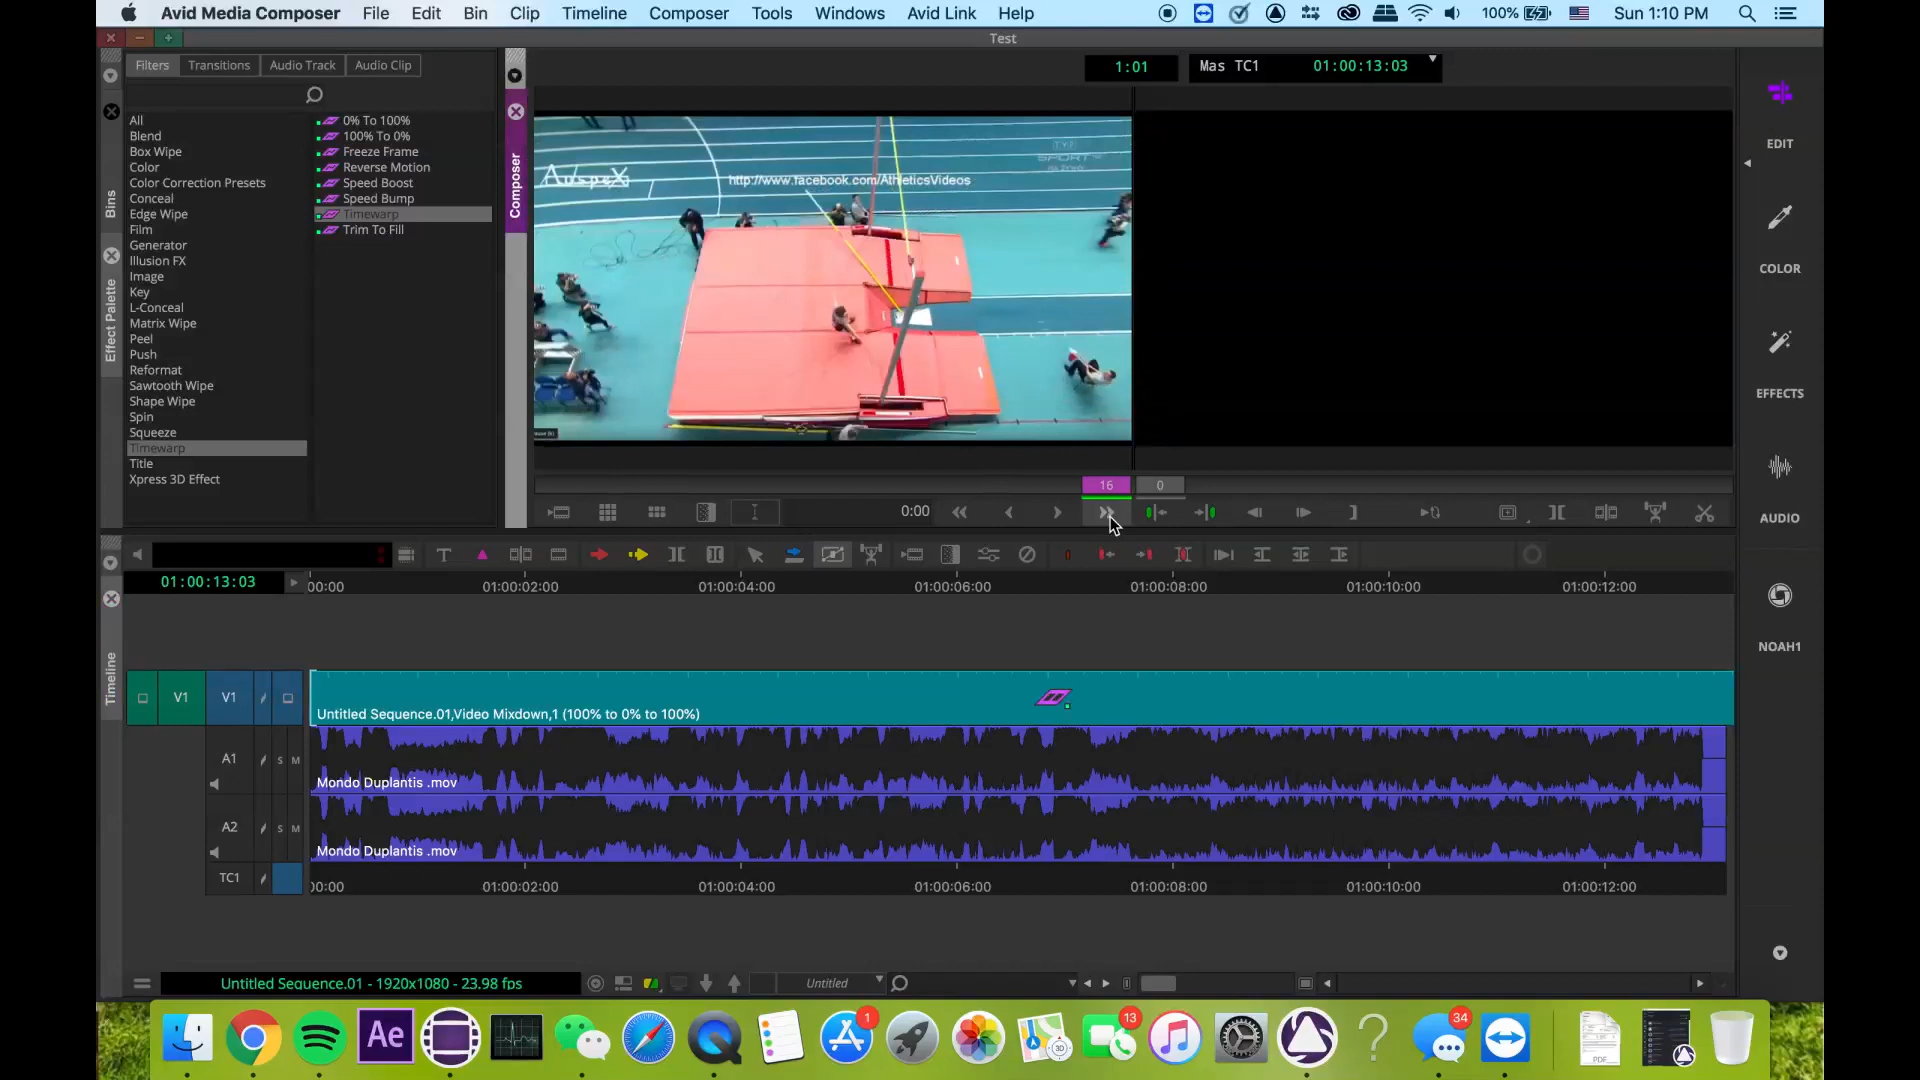 Avid Media Composer File Edit Bin Clip Timeline Composer Tools Windows Avid Link Help 100% Sun 1:10 PM
Test
Filters Transitions Audio Track Audio Clip
1:01 Mas TC1 01:00:13:03
All
Blend
Box Wipe
Color
Color Correction Presets
Conceal
Edge Wipe
Film
Generator
Illusion FX
Image
Key
L-Conceal
Matrix Wipe
Peel
Push
Reformat
Sawtooth Wipe
Shape Wipe
Spin
Squeeze
Timewarp
Title
Xpress 3D Effect
0% To 100%
100% To 0%
Freeze Frame
Reverse Motion
Speed Boost
Speed Bump
Timewarp
Trim To Fill
Bins
Effect Palette
Composer
AuspeX
http://www.facebook.com/AthleticsVideos
16 0
0:00
EDIT
COLOR
EFFECTS
AUDIO
NOAH1
Timeline
01:00:13:03
00:00 01:00:02:00 01:00:04:00 01:00:06:00 01:00:08:00 01:00:10:00 01:00:12:00
V1 V1
Untitled Sequence.01,Video Mixdown,1 (100% to 0% to 100%)
A1 S M
Mondo Duplantis .mov
A2 S M
Mondo Duplantis .mov
TC1
00:00 01:00:02:00 01:00:04:00 01:00:06:00 01:00:08:00 01:00:10:00 01:00:12:00
Untitled Sequence.01 - 1920x1080 - 23.98 fps
Untitled
Ae
1
30
13
?
34
PDF